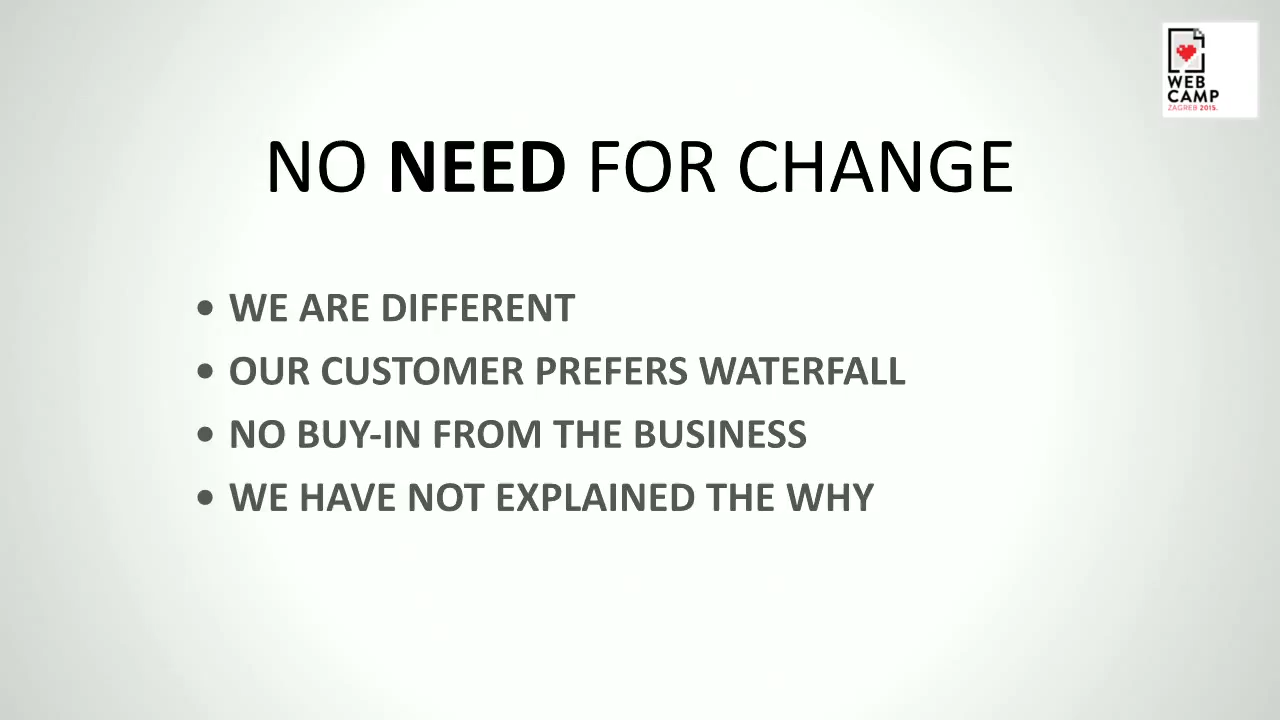 WEB
CAMP
ZAGREB 2015.
NO NEED FOR CHANGE
• WE ARE DIFFERENT
• OUR CUSTOMER PREFERS WATERFALL
• NO BUY-IN FROM THE BUSINESS
• WE HAVE NOT EXPLAINED THE WHY